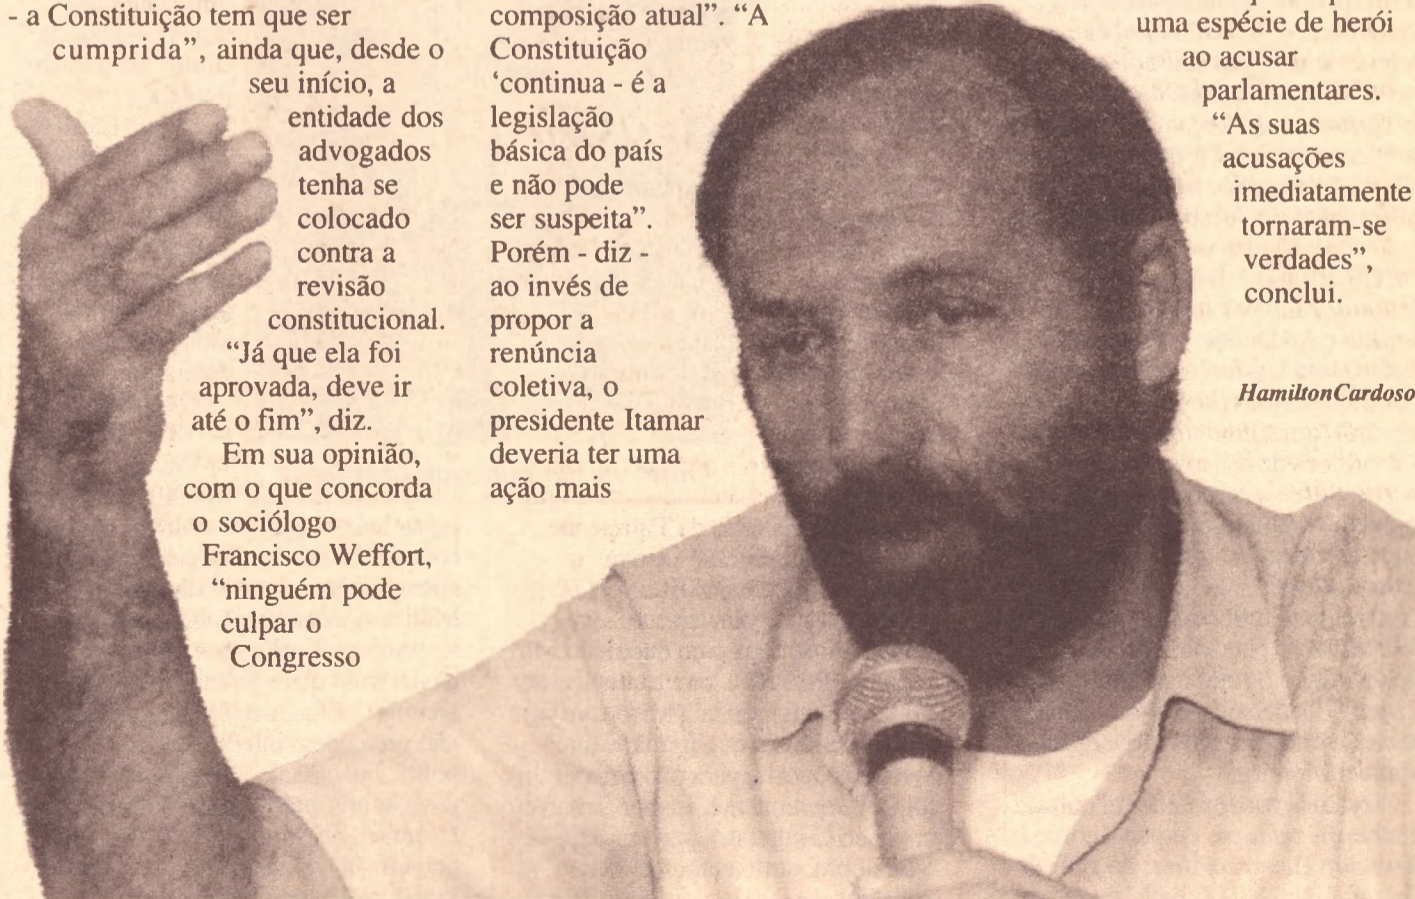 - a Constituição tem que ser
cumprida”, ainda que, desde o
seu início, a
entidade dos
advogados
tenha se
colocado
contra a
revisão
constitucional.
“Já que ela foi
aprovada, deve ir
até o fim”, diz.
Em sua opinião,
com o que concorda
o sociólogo
Francisco Weffort,
“ninguém pode
culpar o
Congresso
composição atual”. “A
Constituição
‘continua - é a
legislação
básica do país
e não pode
ser suspeita”.
Porém - diz -
ao invés de
propor a
renúncia
coletiva, o
presidente Itamar
deveria ter uma
ação mais
uma espécie de herói
ao acusar
parlamentares.
“As suas
acusações
imediatamente
tornaram-se
verdades”,
conclui.
Hamilton Cardoso